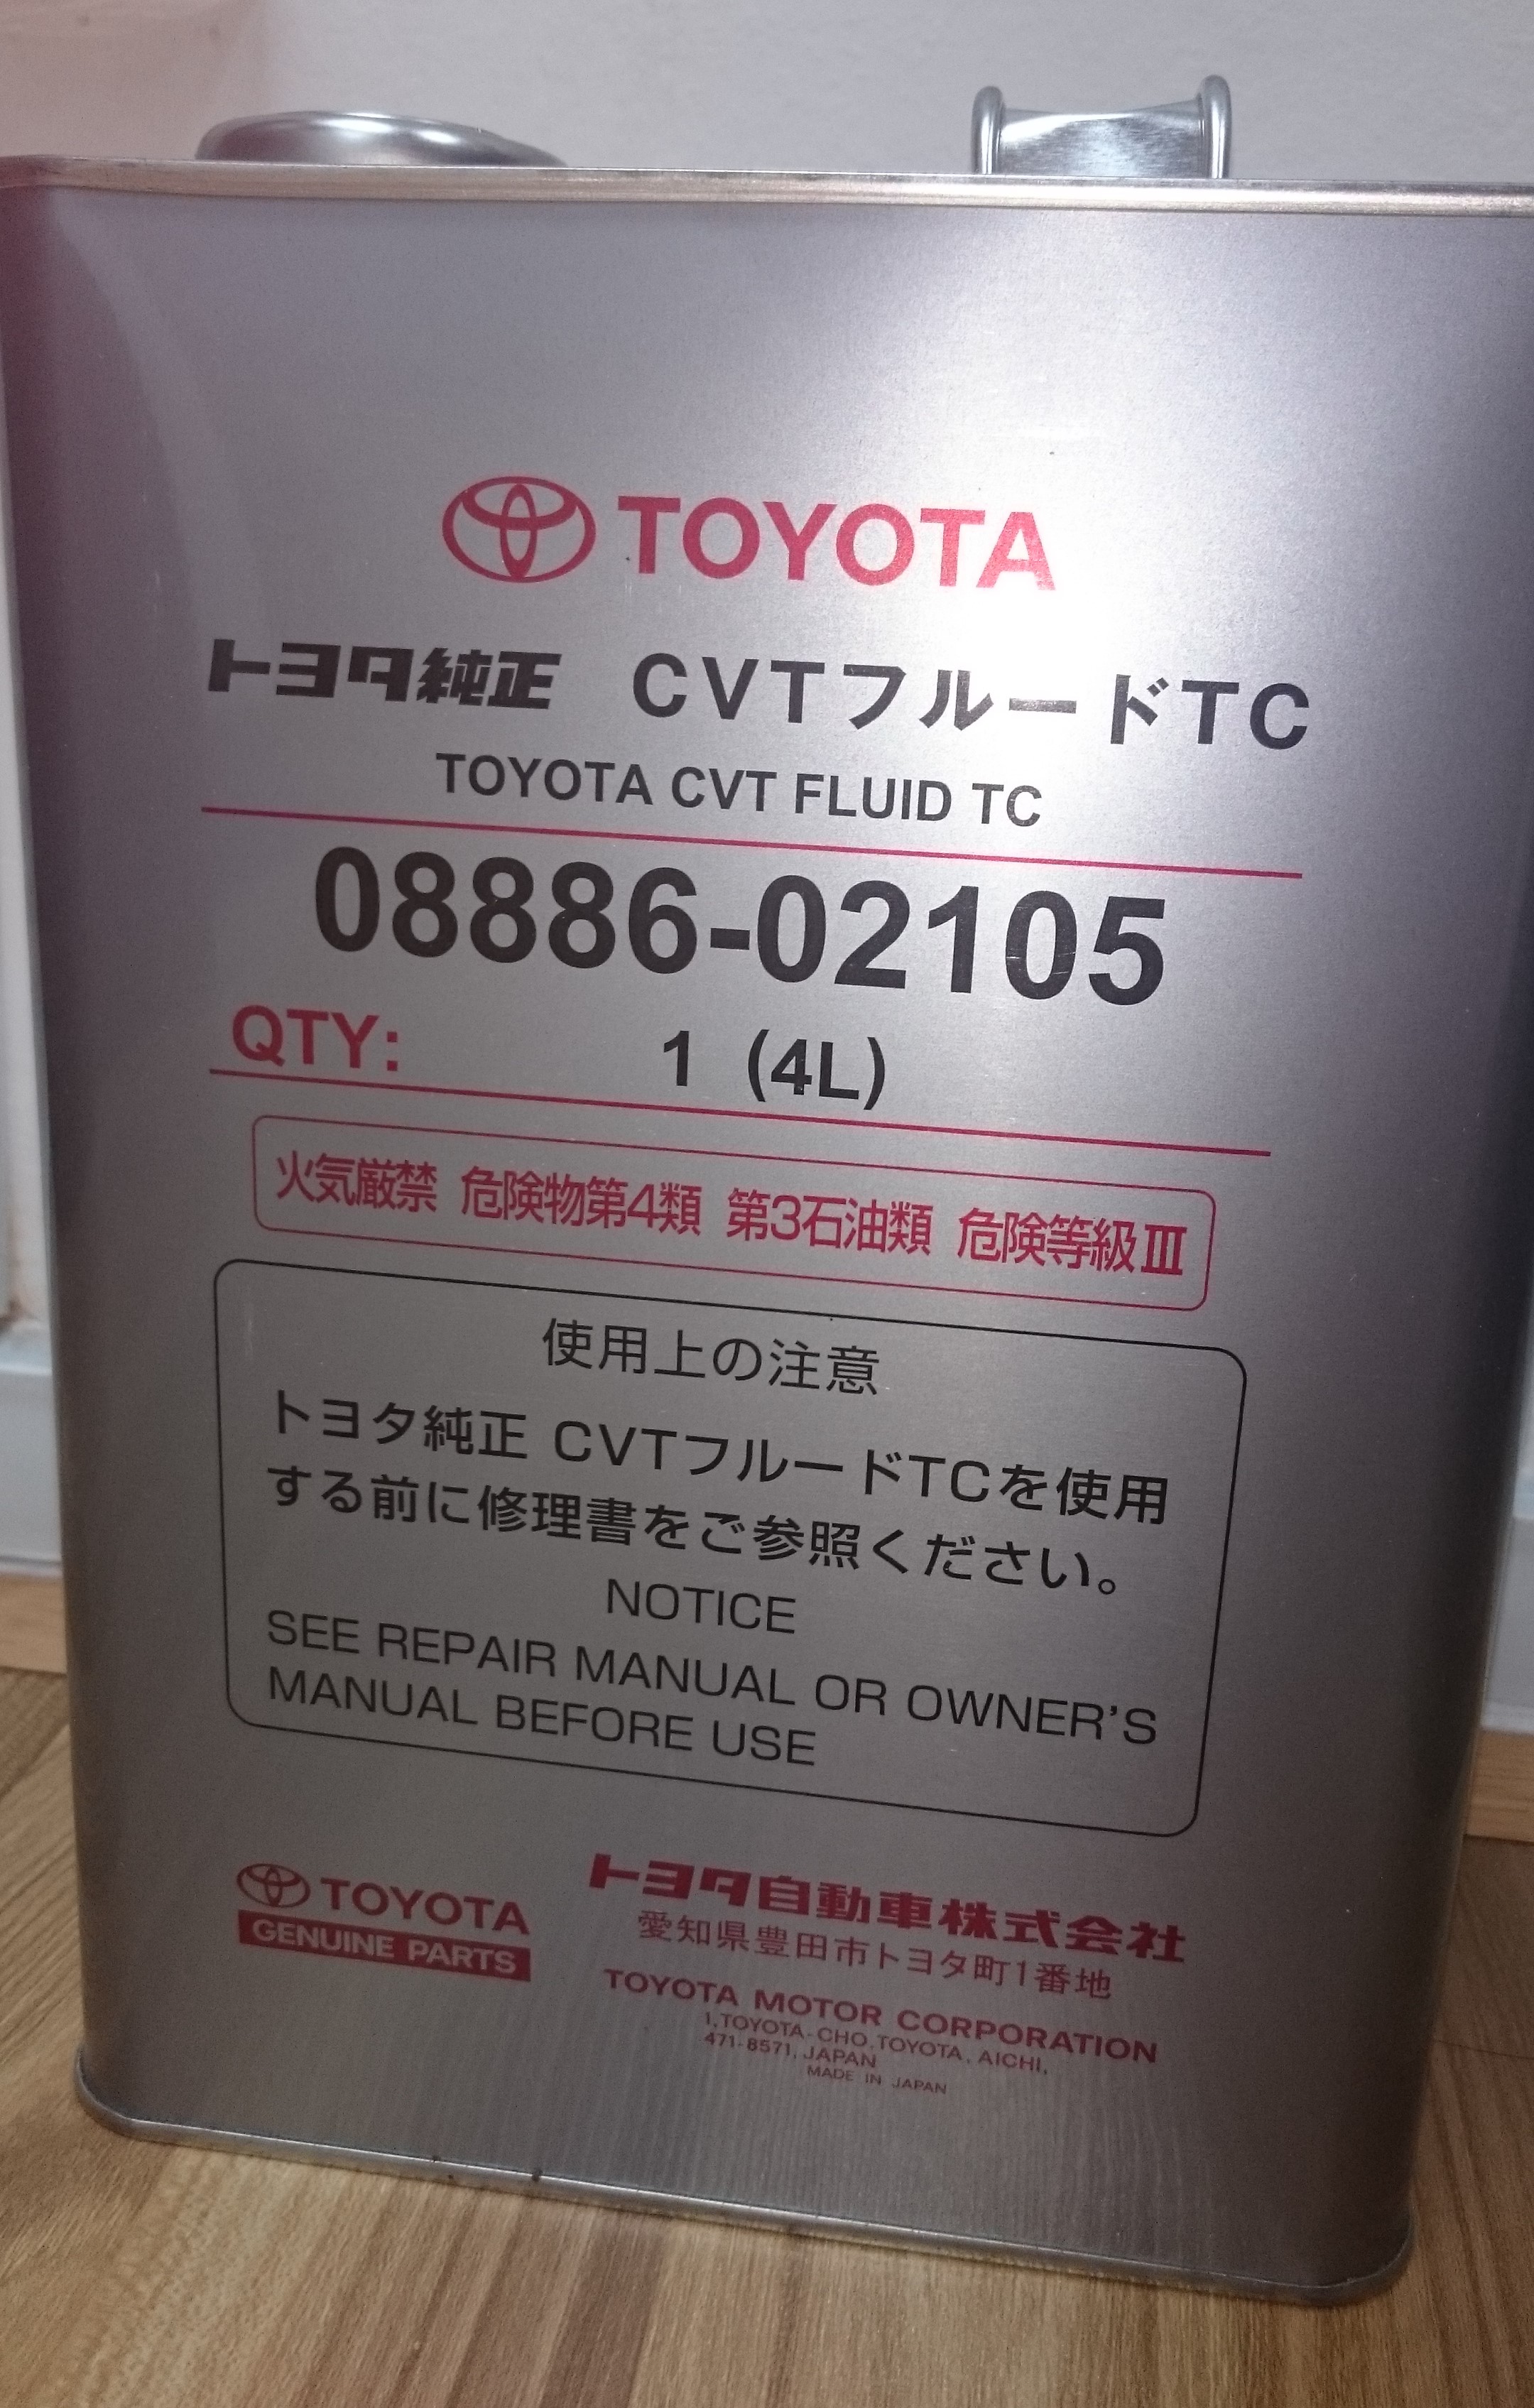 TOYOTA
トヨタ純正 CVTフルードTC
TOYOTA CVT FLUID TC
08886-02105
QTY: 1 (4L)
火気厳禁 危険物第4類 第3石油類 危険等級Ⅲ
使用上の注意
トヨタ純正 CVTフルードTCを使用
する前に修理書をご参照ください。
NOTICE
SEE REPAIR MANUAL OR OWNER'S
MANUAL BEFORE USE
TOYOTA
GENUINE PARTS
トヨタ自動車株式会社
愛知県豊田市トヨタ町1番地
TOYOTA MOTOR CORPORATION
1,TOYOTA-CHO,TOYOTA, AICHI,
471-8571, JAPAN
MADE IN JAPAN